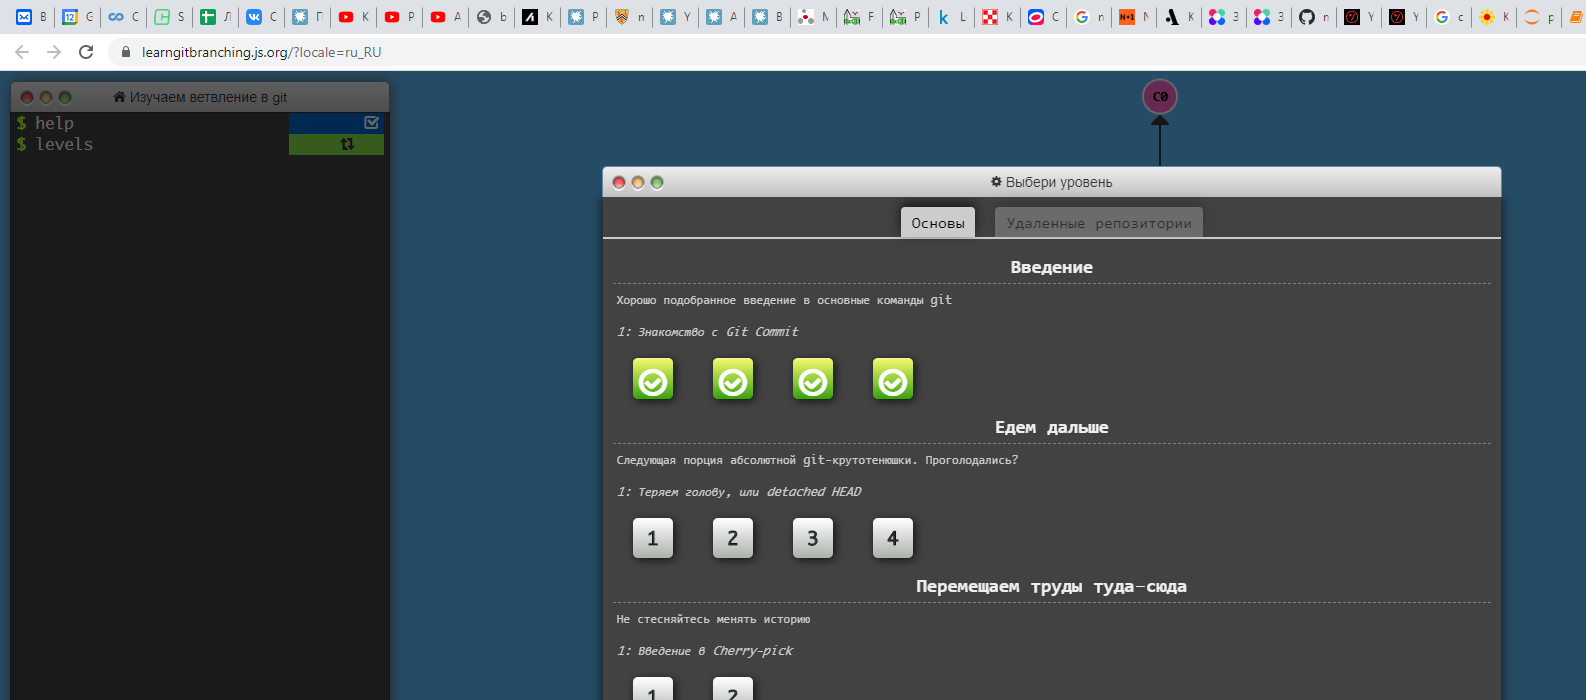 B G C S Л C П K P A b K P n Y A B M F P L K C n N K З З n Y Y c K p
learngitbranching.js.org/?locale=ru_RU
Изучаем ветвление в git
$ help
$ levels
C0
Выбери уровень
Основы Удаленные репозитории
Введение
Хорошо подобранное введение в основные команды git
1: Знакомство с Git Commit
Едем дальше
Следующая порция абсолютной git-крутотенюшки. Проголодались?
1: Теряем голову, или detached HEAD
1 2 3 4
Перемещаем труды туда-сюда
Не стесняйтесь менять историю
1: Введение в Cherry-pick
1 2